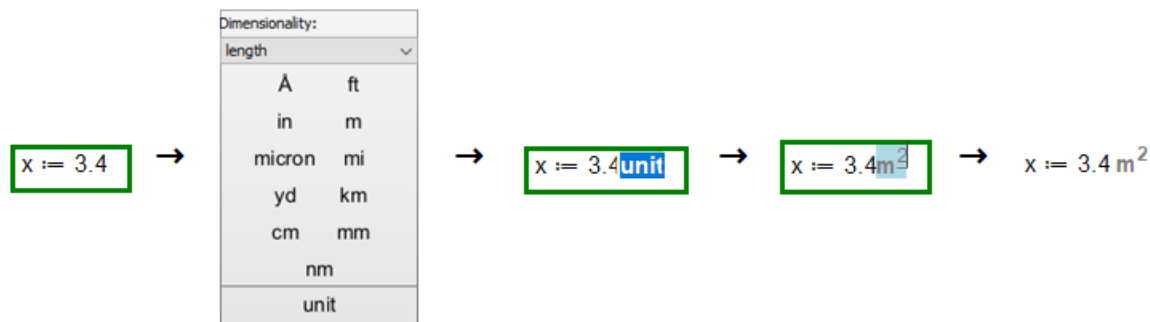 Dimensionality:
length
Å ft
in m
micron mi
yd km
cm mm
nm
unit
x := 3.4 → → x := 3.4unit → x := 3.4m² → x := 3.4 m²